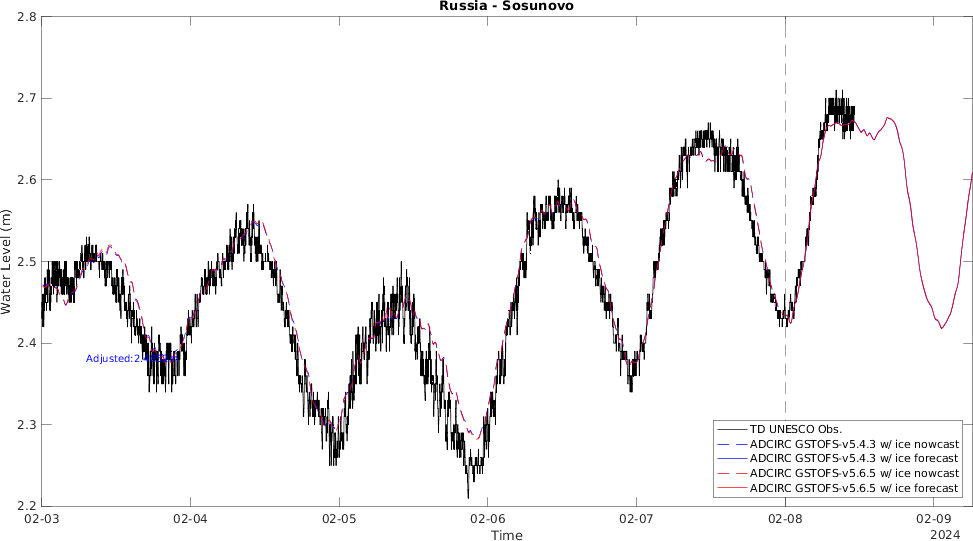 Russia - Sosunovo
Water Level (m)
2.8
2.7
2.6
2.5
2.4
2.3
2.2
Adjusted:2.
TD UNESCO Obs.
ADCIRC GSTOFS-v5.4.3 w/ ice nowcast
ADCIRC GSTOFS-v5.4.3 w/ ice forecast
ADCIRC GSTOFS-v5.6.5 w/ ice nowcast
ADCIRC GSTOFS-v5.6.5 w/ ice forecast
02-03 02-04 02-05 02-06 02-07 02-08 02-09
Time
2024